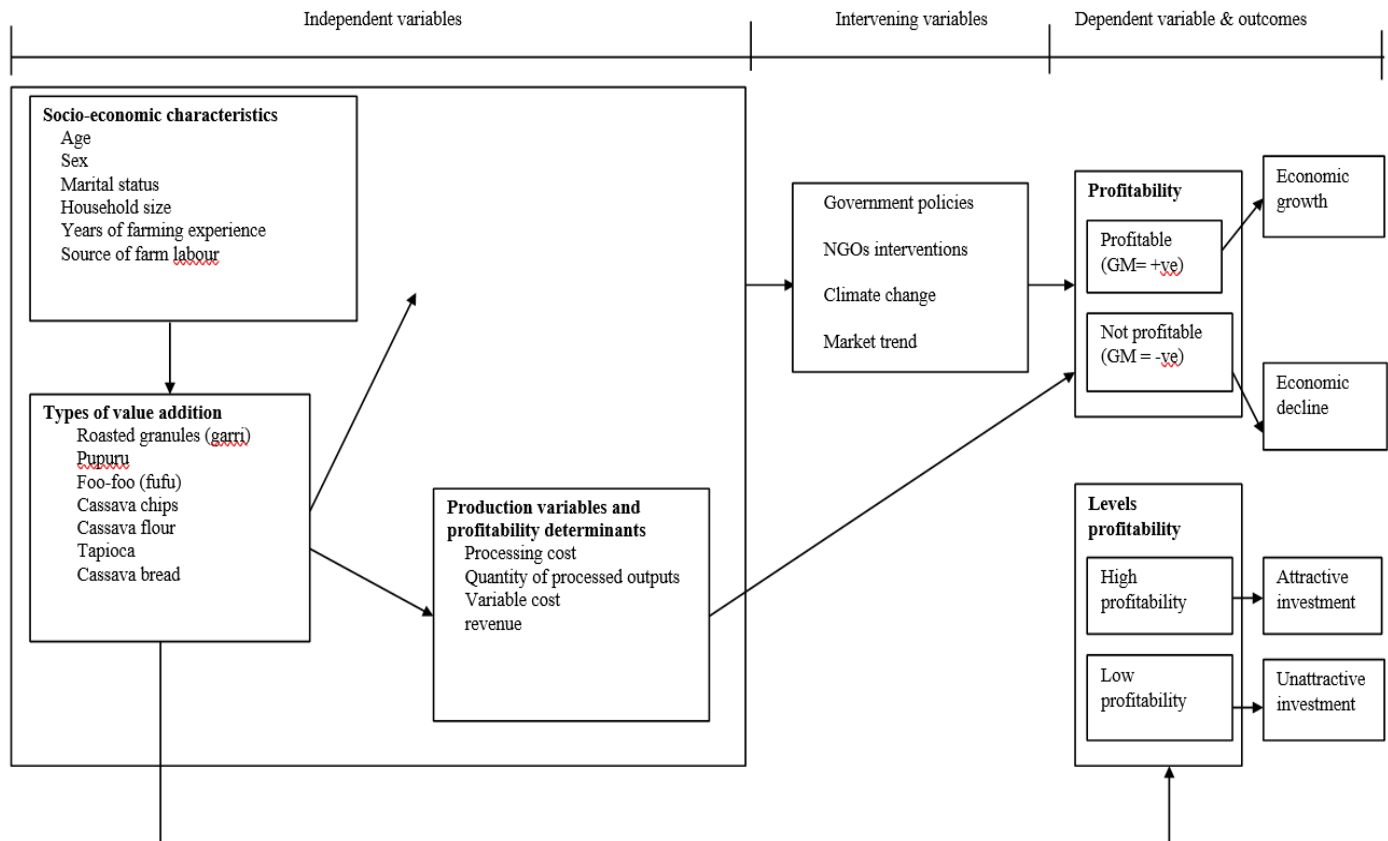 Independent variables
Intervening variables
Dependent variable & outcomes
Socio-economic characteristics
Age
Sex
Marital status
Household size
Years of farming experience
Source of farm labour
Types of value addition
Roasted granules (garri)
Pupuru
Foo-foo (fufu)
Cassava chips
Cassava flour
Tapioca
Cassava bread
Production variables and
profitability determinants
Processing cost
Quantity of processed outputs
Variable cost
revenue
Government policies
NGOs interventions
Climate change
Market trend
Profitability
Profitable
(GM= +ve)
Not profitable
(GM = -ve)
Economic
growth
Economic
decline
Levels
profitability
High
profitability
Low
profitability
Attractive
investment
Unattractive
investment